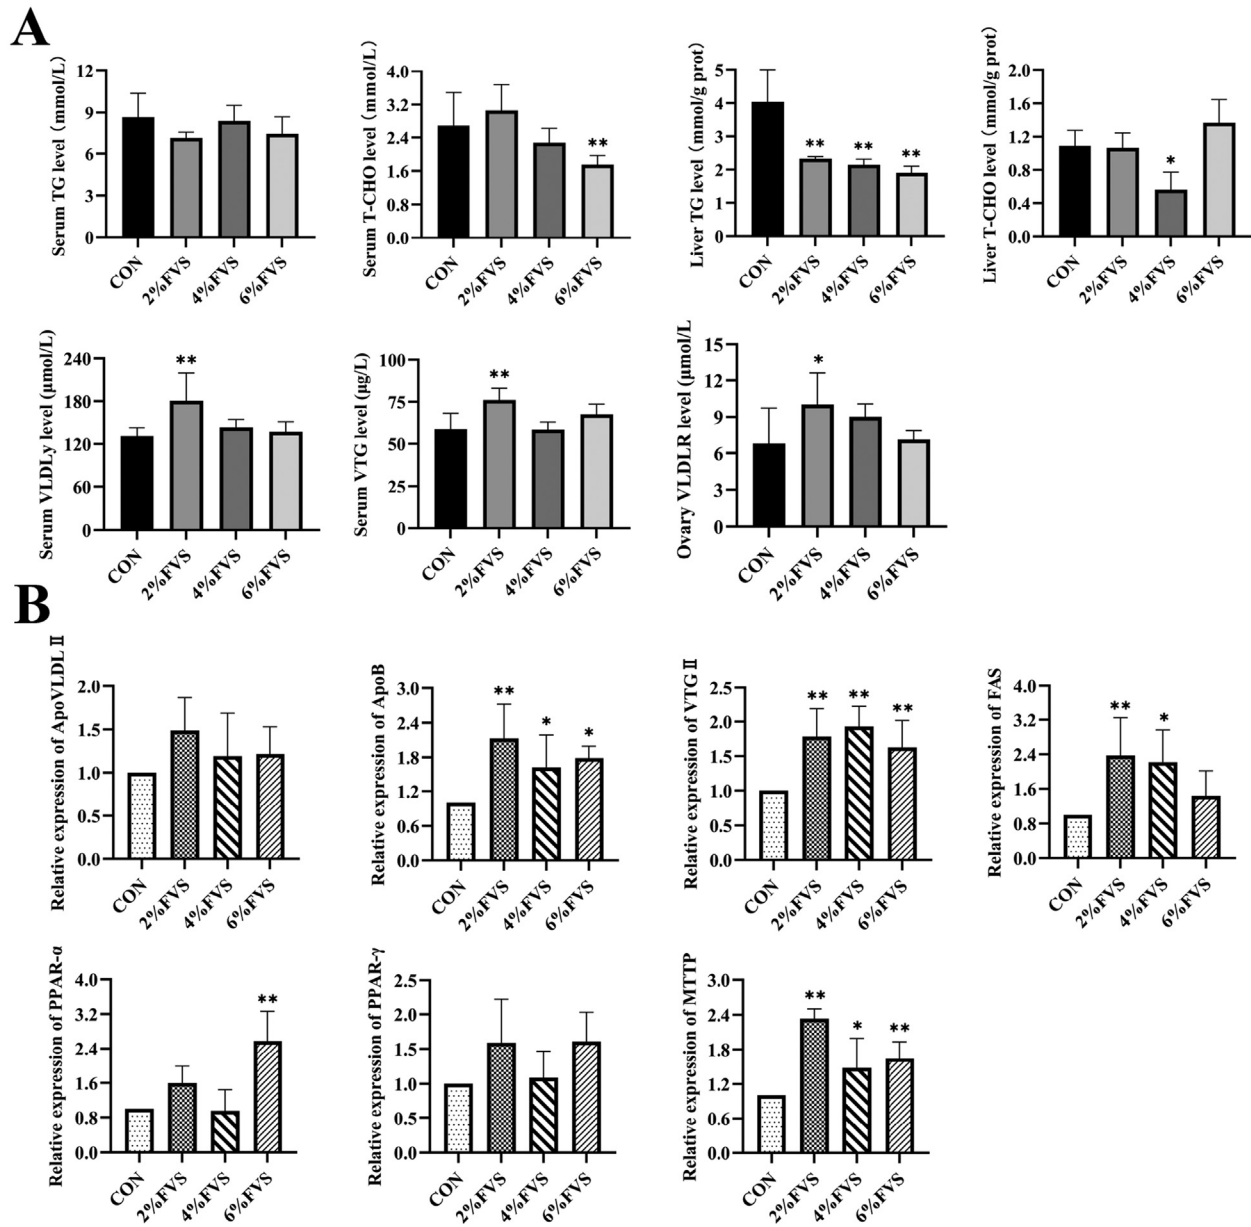 A
Serum TG level (mmol/L)
12
9
6
3
0
CON
2%FVS
4%FVS
6%FVS
Serum T-CHO level (mmol/L)
4.0
3.2
2.4
1.6
0.8
0.0
**
CON
2%FVS
4%FVS
6%FVS
Liver TG level (mmol/g prot)
5
4
3
2
1
0
**
**
**
CON
2%FVS
4%FVS
6%FVS
Liver T-CHO level (mmol/g prot)
2.0
1.6
1.2
0.8
0.4
0.0
*
CON
2%FVS
4%FVS
6%FVS
Serum VLDLy level (μmol/L)
240
180
120
60
0
**
CON
2%FVS
4%FVS
6%FVS
Serum VTG level (μg/L)
100
75
50
25
0
**
CON
2%FVS
4%FVS
6%FVS
Ovary VLDLR level (μmol/L
15
12
9
6
3
0
*
CON
2%FVS
4%FVS
6%FVS
B
Relative expression of ApoVLDL Ⅱ
2.0
1.5
1.0
0.5
0.0
CON
2%FVS
4%FVS
6%FVS
Relative expression of ApoB
3.0
2.4
1.8
1.2
0.6
0.0
**
*
*
CON
2%FVS
4%FVS
6%FVS
Relative expression of VTG Ⅱ
2.5
2.0
1.5
1.0
0.5
0.0
**
**
**
CON
2%FVS
4%FVS
6%FVS
Relative expression of FAS
4.0
3.2
2.4
1.6
0.8
0.0
**
*
CON
2%FVS
4%FVS
6%FVS
Relative expression of PPAR-α
4.0
3.2
2.4
1.6
0.8
0.0
**
CON
2%FVS
4%FVS
6%FVS
Relative expression of PPAR-γ
2.5
2.0
1.5
1.0
0.5
0.0
CON
2%FVS
4%FVS
6%FVS
Relative expression of MTTP
3.0
2.4
1.8
1.2
0.6
0.0
**
*
**
CON
2%FVS
4%FVS
6%FVS